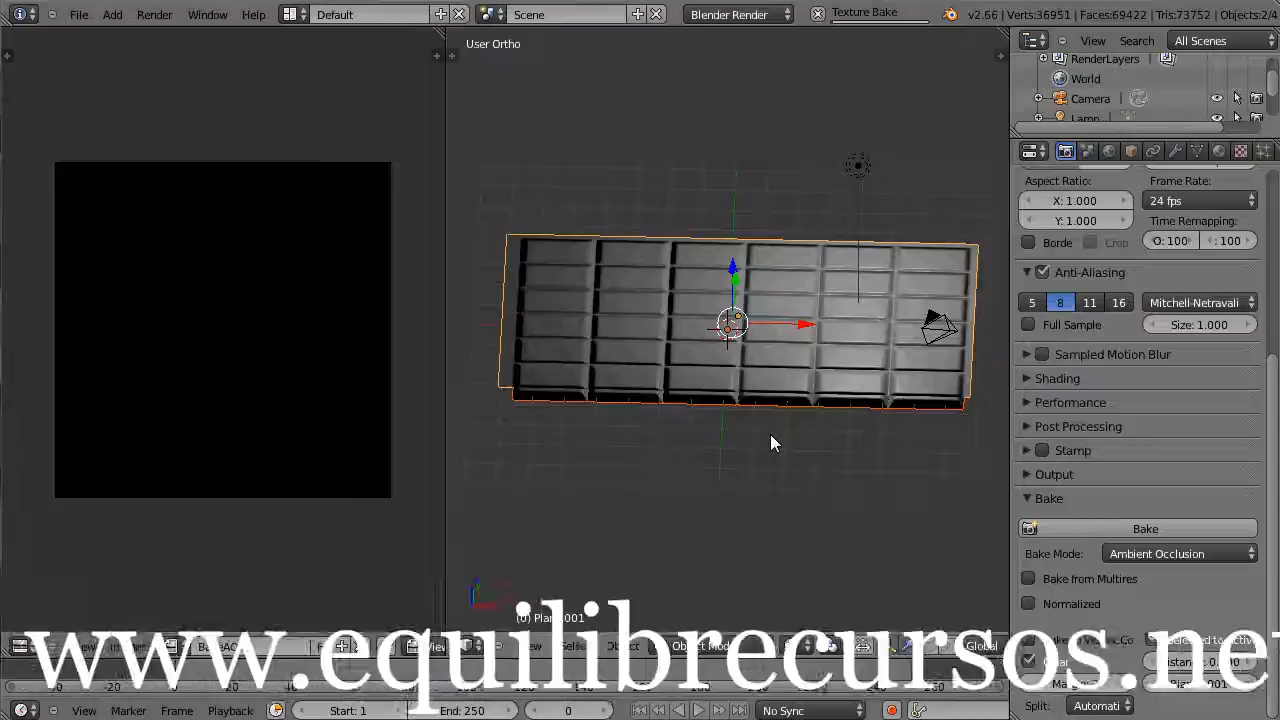 File Add Render Window Help Default Scene Blender Render Texture Bake v2.66 | Verts:36951 | Faces:69422 | Tris:73752 | Objects:2/4
User Ortho
View Search All Scenes
RenderLayers
World
Camera
Lamp
Aspect Ratio: Frame Rate:
X: 1.000 24 fps
Y: 1.000 Time Remapping:
Borde Crop O: 100 : 100
Anti-Aliasing
5 8 11 16 Mitchell-Netravali
Full Sample Size: 1.000
Sampled Motion Blur
Shading
Performance
Post Processing
Stamp
Output
Bake
Bake
Bake Mode: Ambient Occlusion
Bake from Multires
Normalized
www.equilibrecursos.ne
Global
Split: Automati
View Marker Frame Playback Start: 1 End: 250 0 No Sync